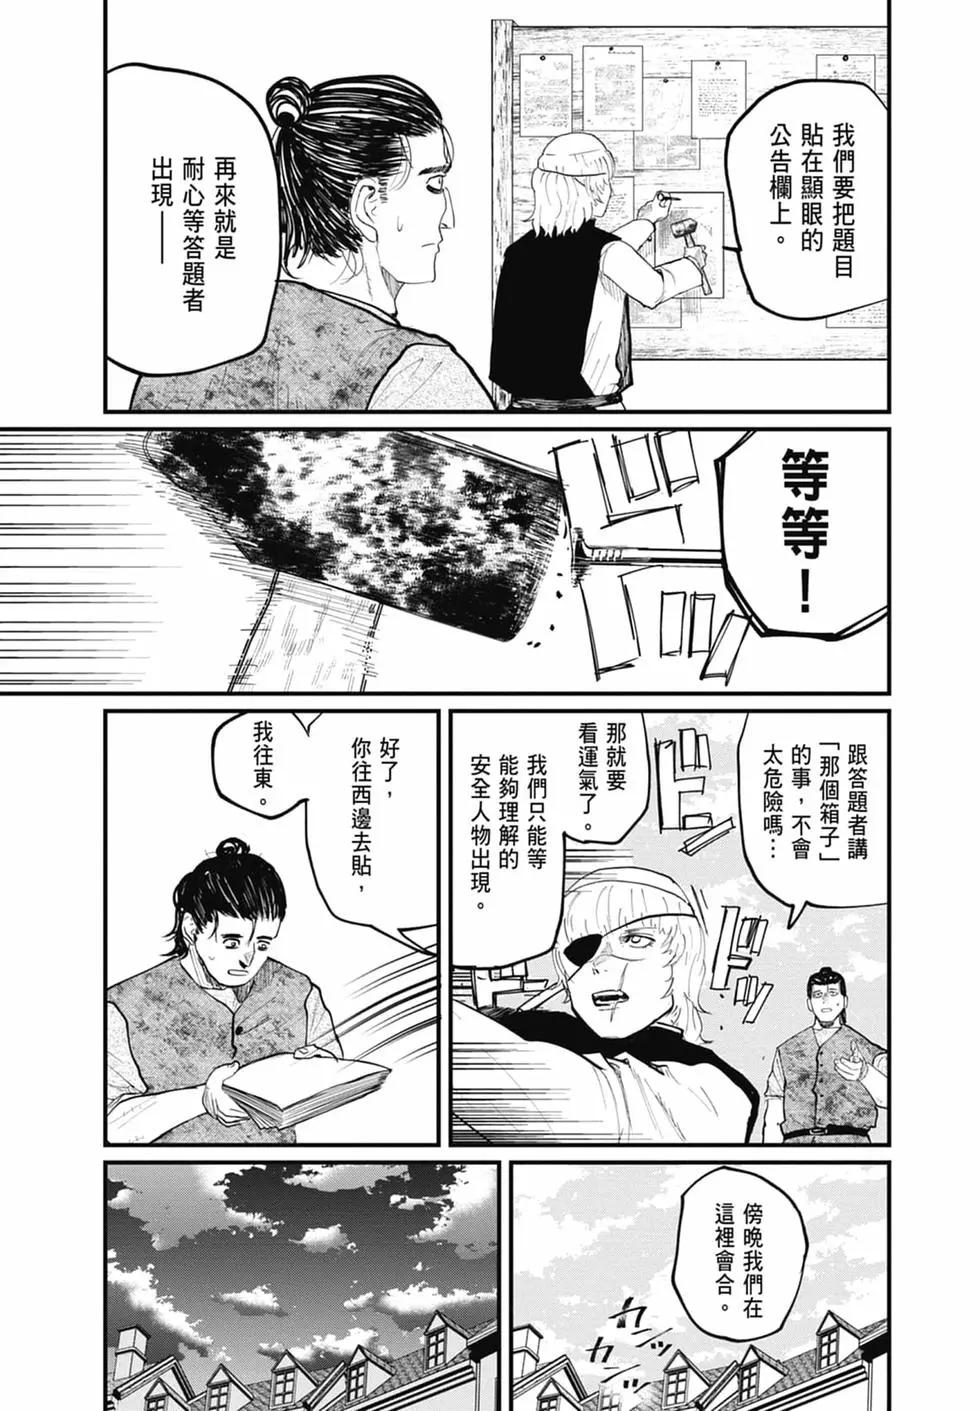 我們要把題目
貼在顯眼的
公告欄上。
再來就是
耐心等答題者
出現——
等等！
跟答題者講
「那個箱子」
的事，不會
太危險嗎…
那就要
看運氣了。
我們只能等
能夠理解的
安全人物出現。
好了，
你往西邊去貼，
我往東。
傍晚我們在
這裡會合。
カンッ
カンッ